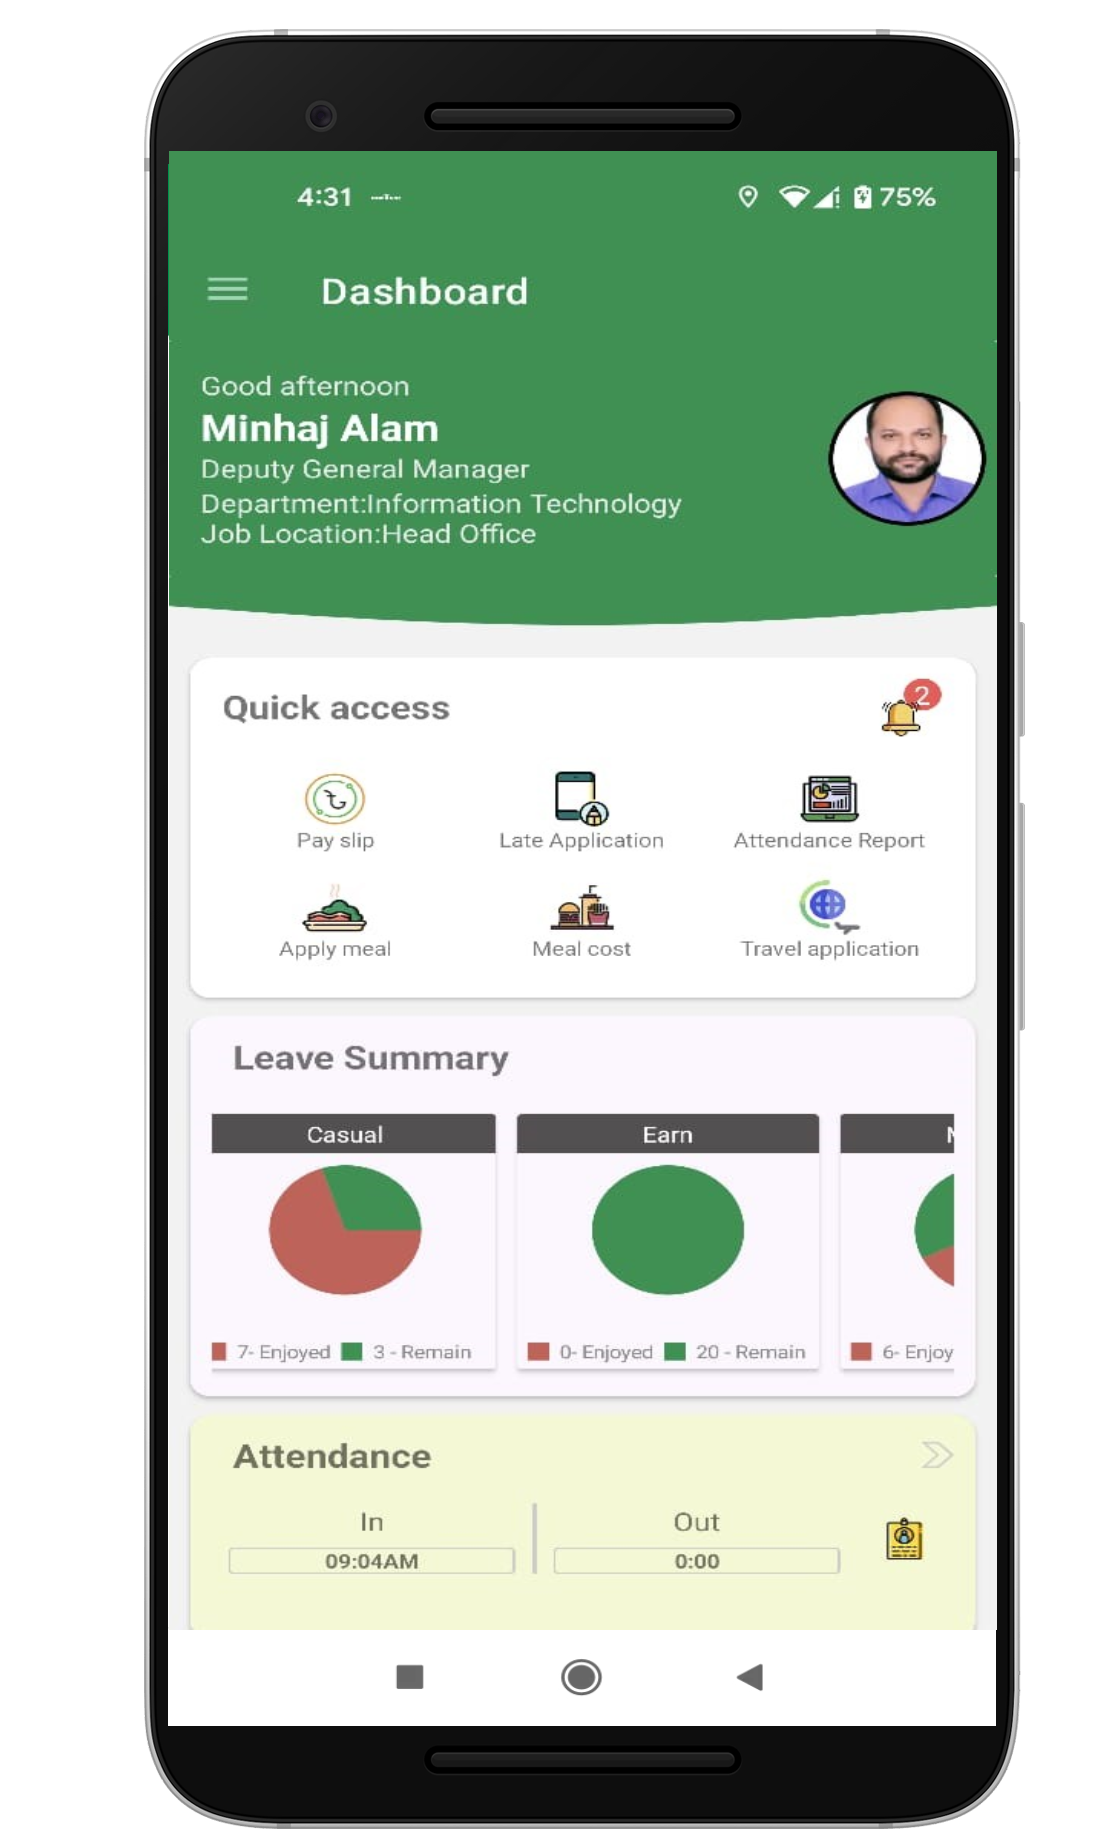 4:31 75%
Dashboard
Good afternoon
Minhaj Alam
Deputy General Manager
Department:Information Technology
Job Location:Head Office
Quick access 2
Pay slip Late Application Attendance Report
Apply meal Meal cost Travel application
Leave Summary
Casual Earn
7- Enjoyed 3 - Remain 0- Enjoyed 20 - Remain 6- Enjoy
Attendance
In Out
09:04AM 0:00